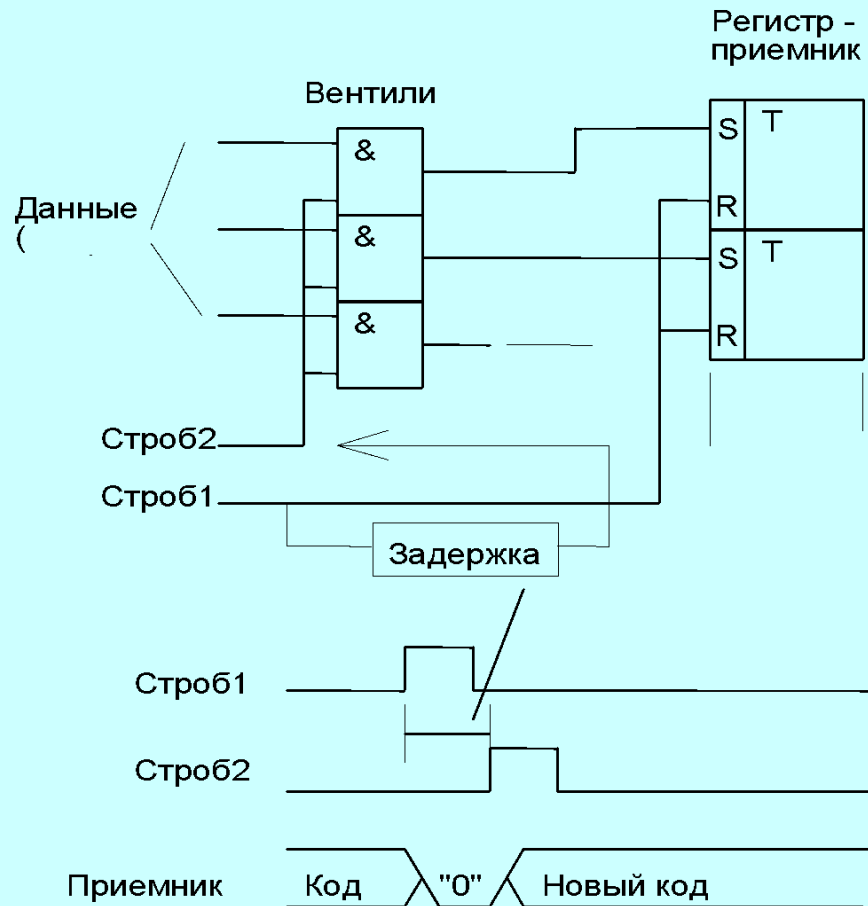 Регистр -
приемник
Вентили
&
S T
R
Данные
(
&
S T
R
&
Строб2
Строб1
Задержка
Строб1
Строб2
Приемник Код "0" Новый код